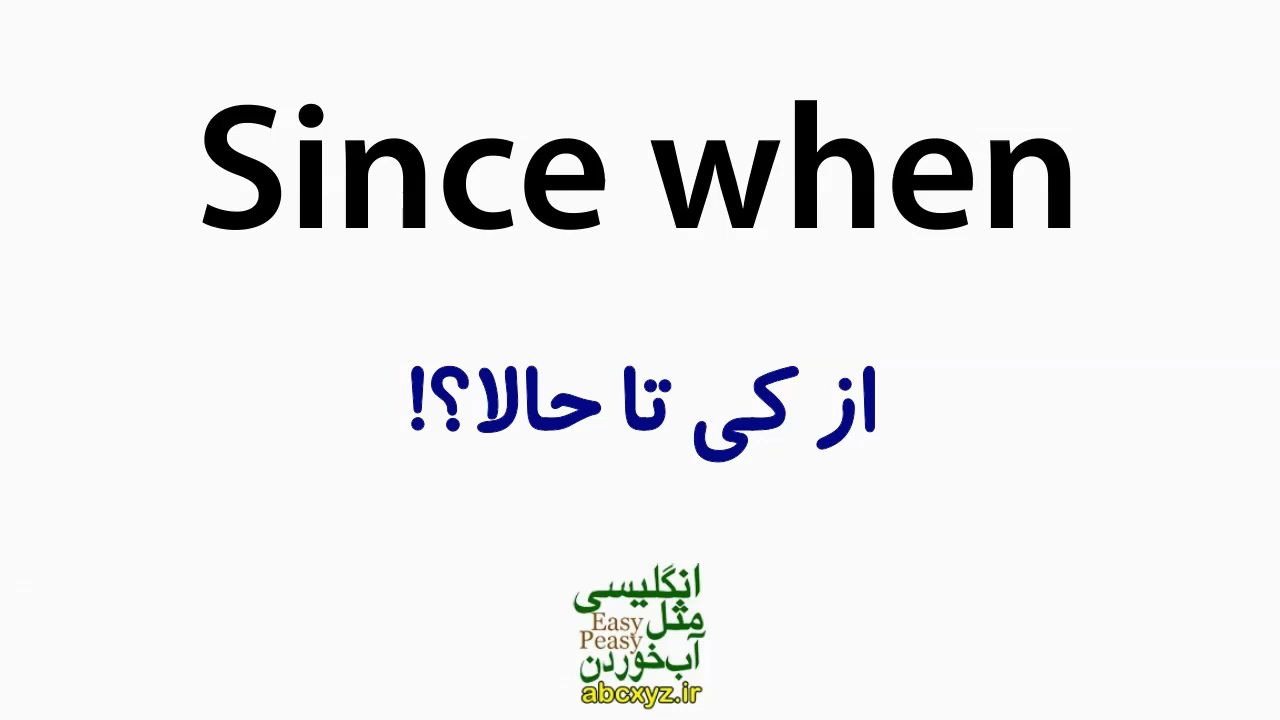 Since when
از کی تا حالا؟!
انگلیسی
مثل Easy
Peasy
آب‌خوردن
abcxyz.ir